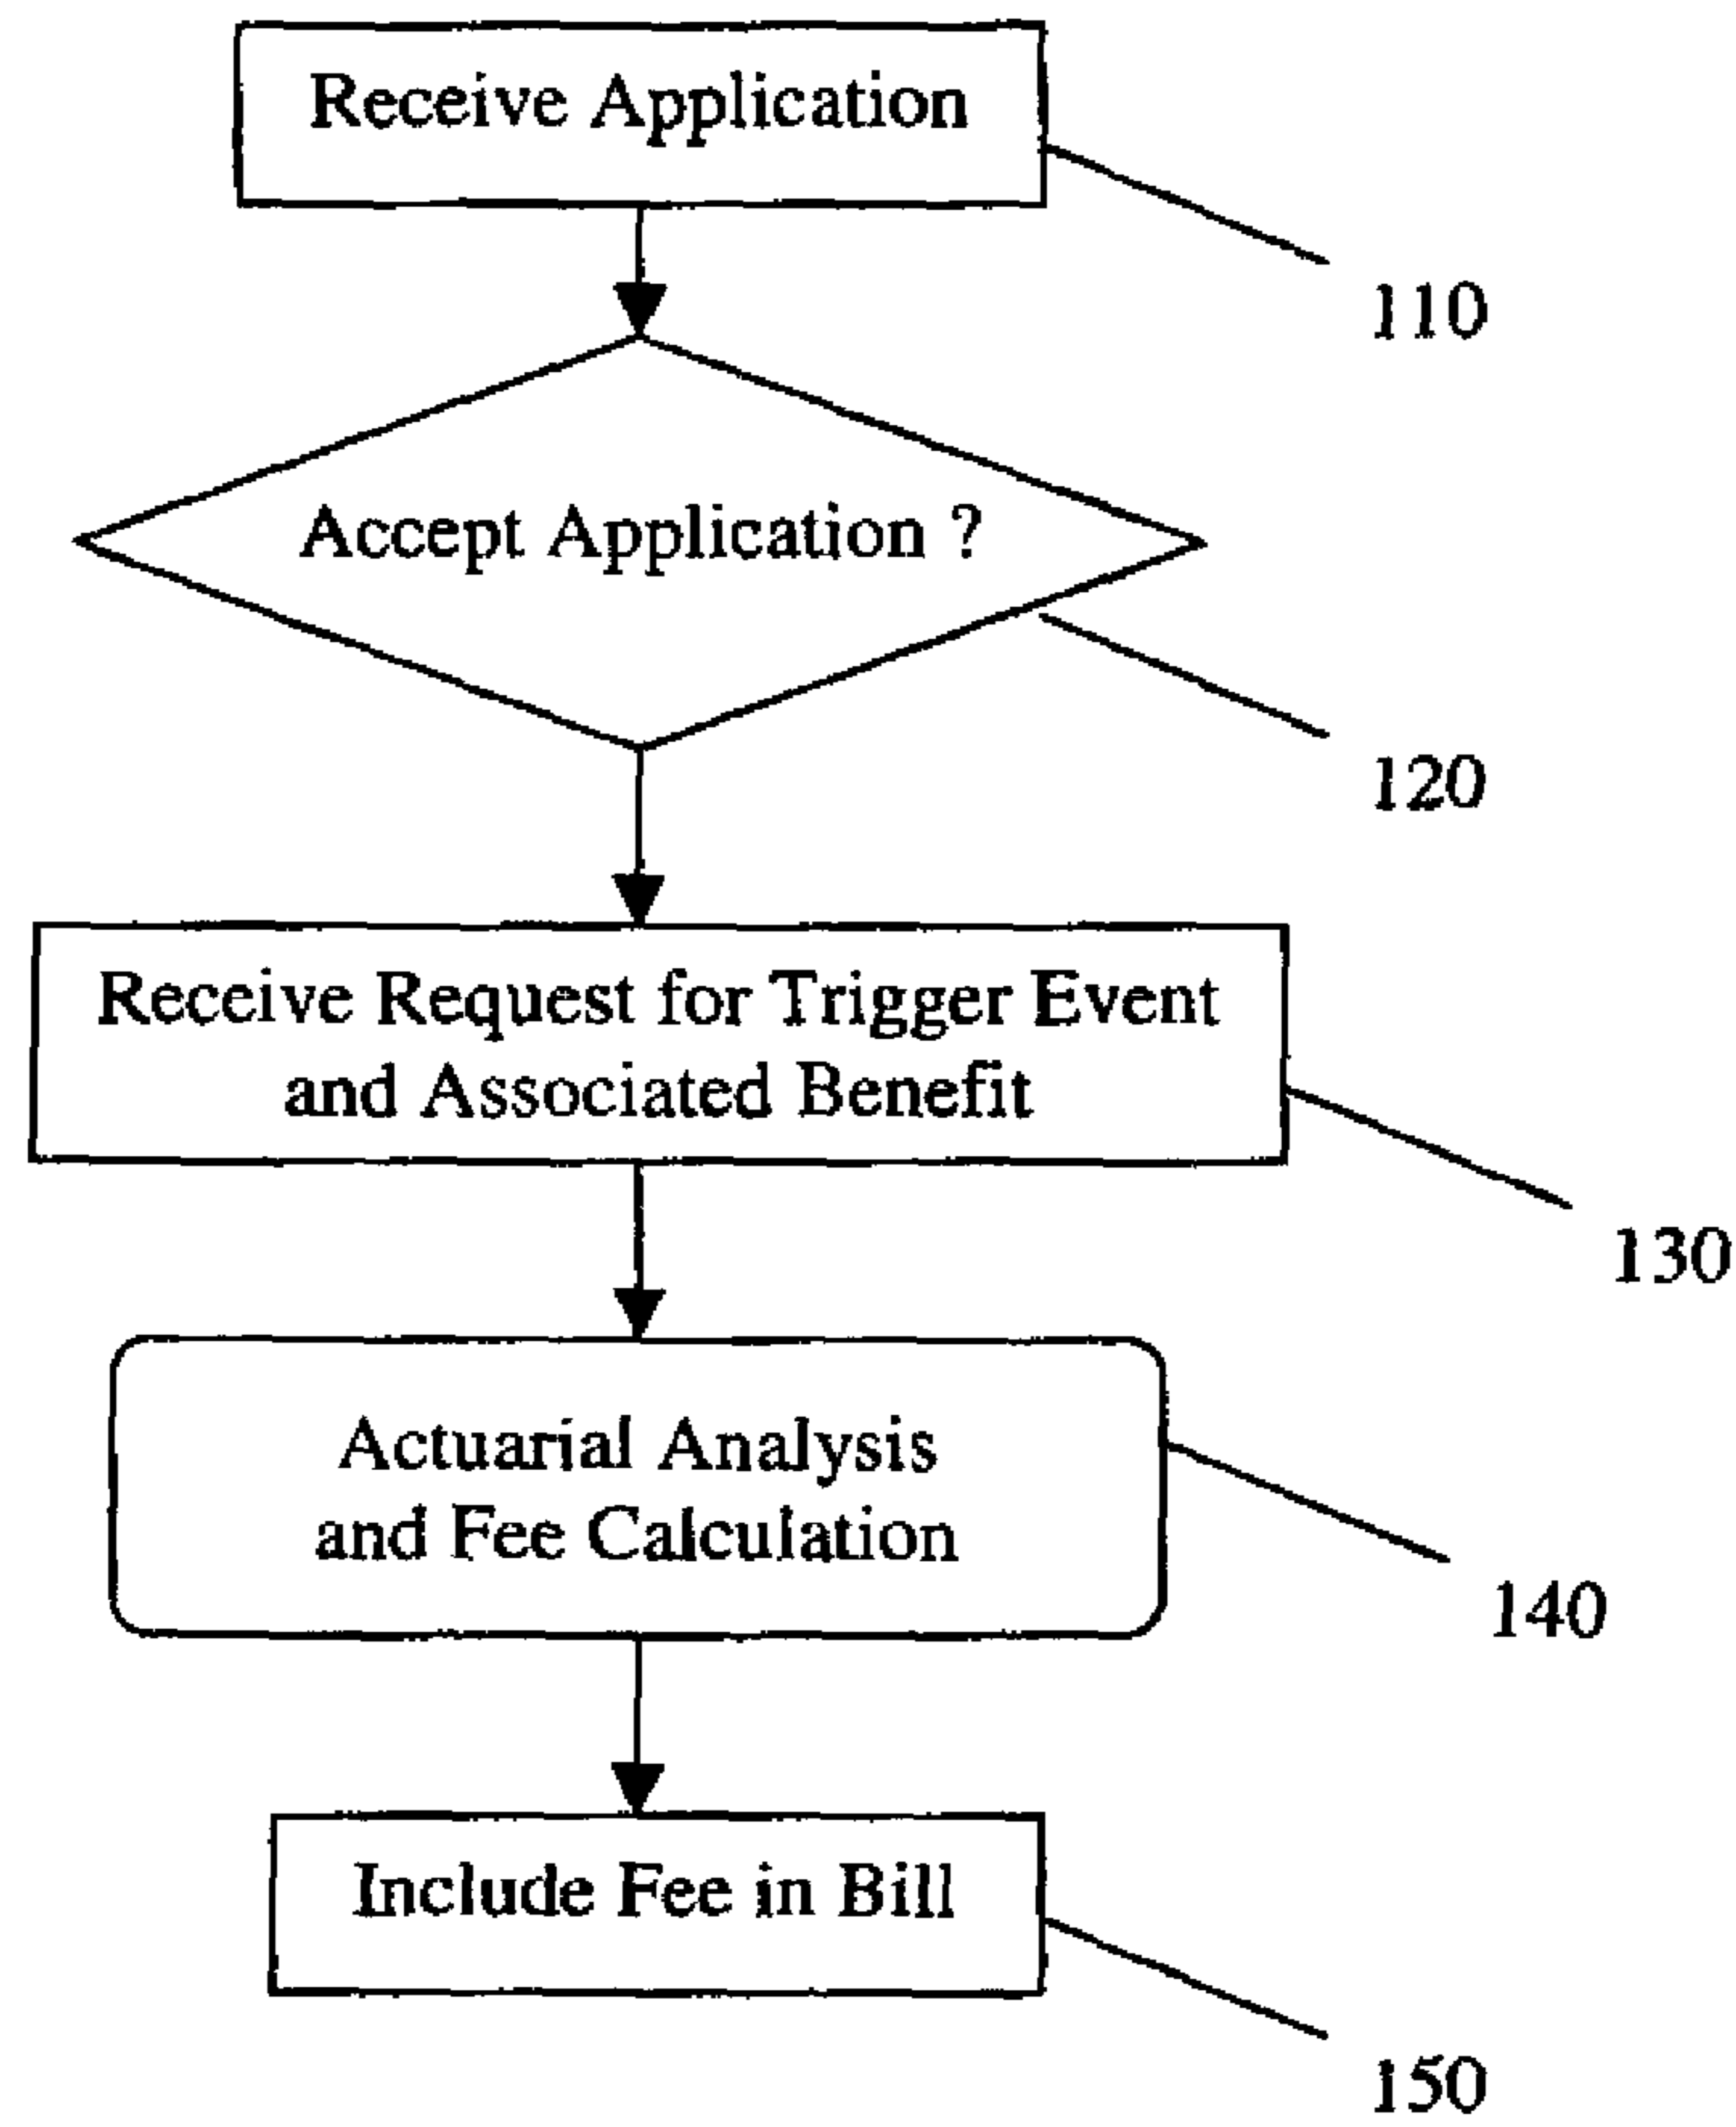 Receive Application
110
Accept Application ?
120
Receive Request for Trigger Event
and Associated Benefit
130
Actuarial Analysis
and Fee Calculation
140
Include Fee in Bill
150